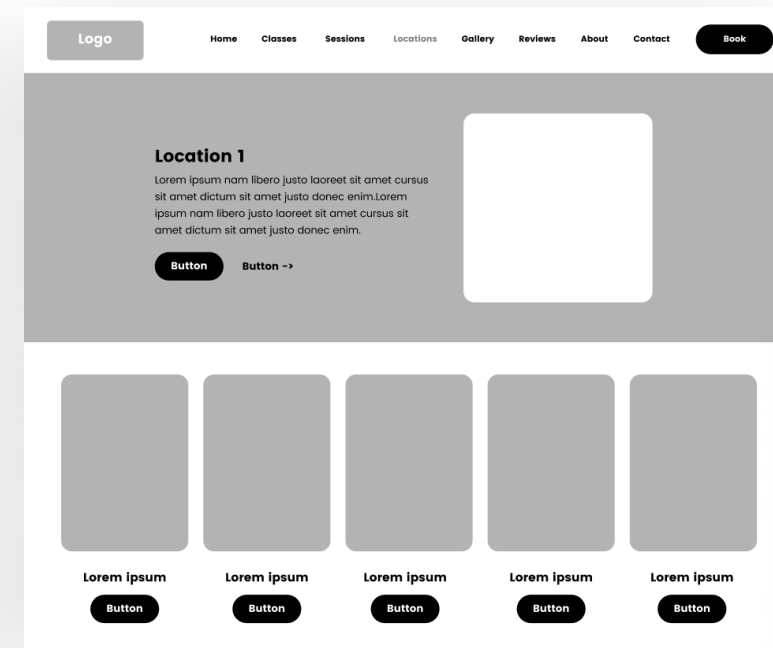 Logo
Home Classes Sessions Locations Gallery Reviews About Contact Book
Location 1
Lorem ipsum nam libero justo laoreet sit amet cursus
sit amet dictum sit amet justo donec enim.Lorem
ipsum nam libero justo laoreet sit amet cursus sit
amet dictum sit amet justo donec enim.
Button Button ->
Lorem ipsum Lorem ipsum Lorem ipsum Lorem ipsum Lorem ipsum
Button Button Button Button Button